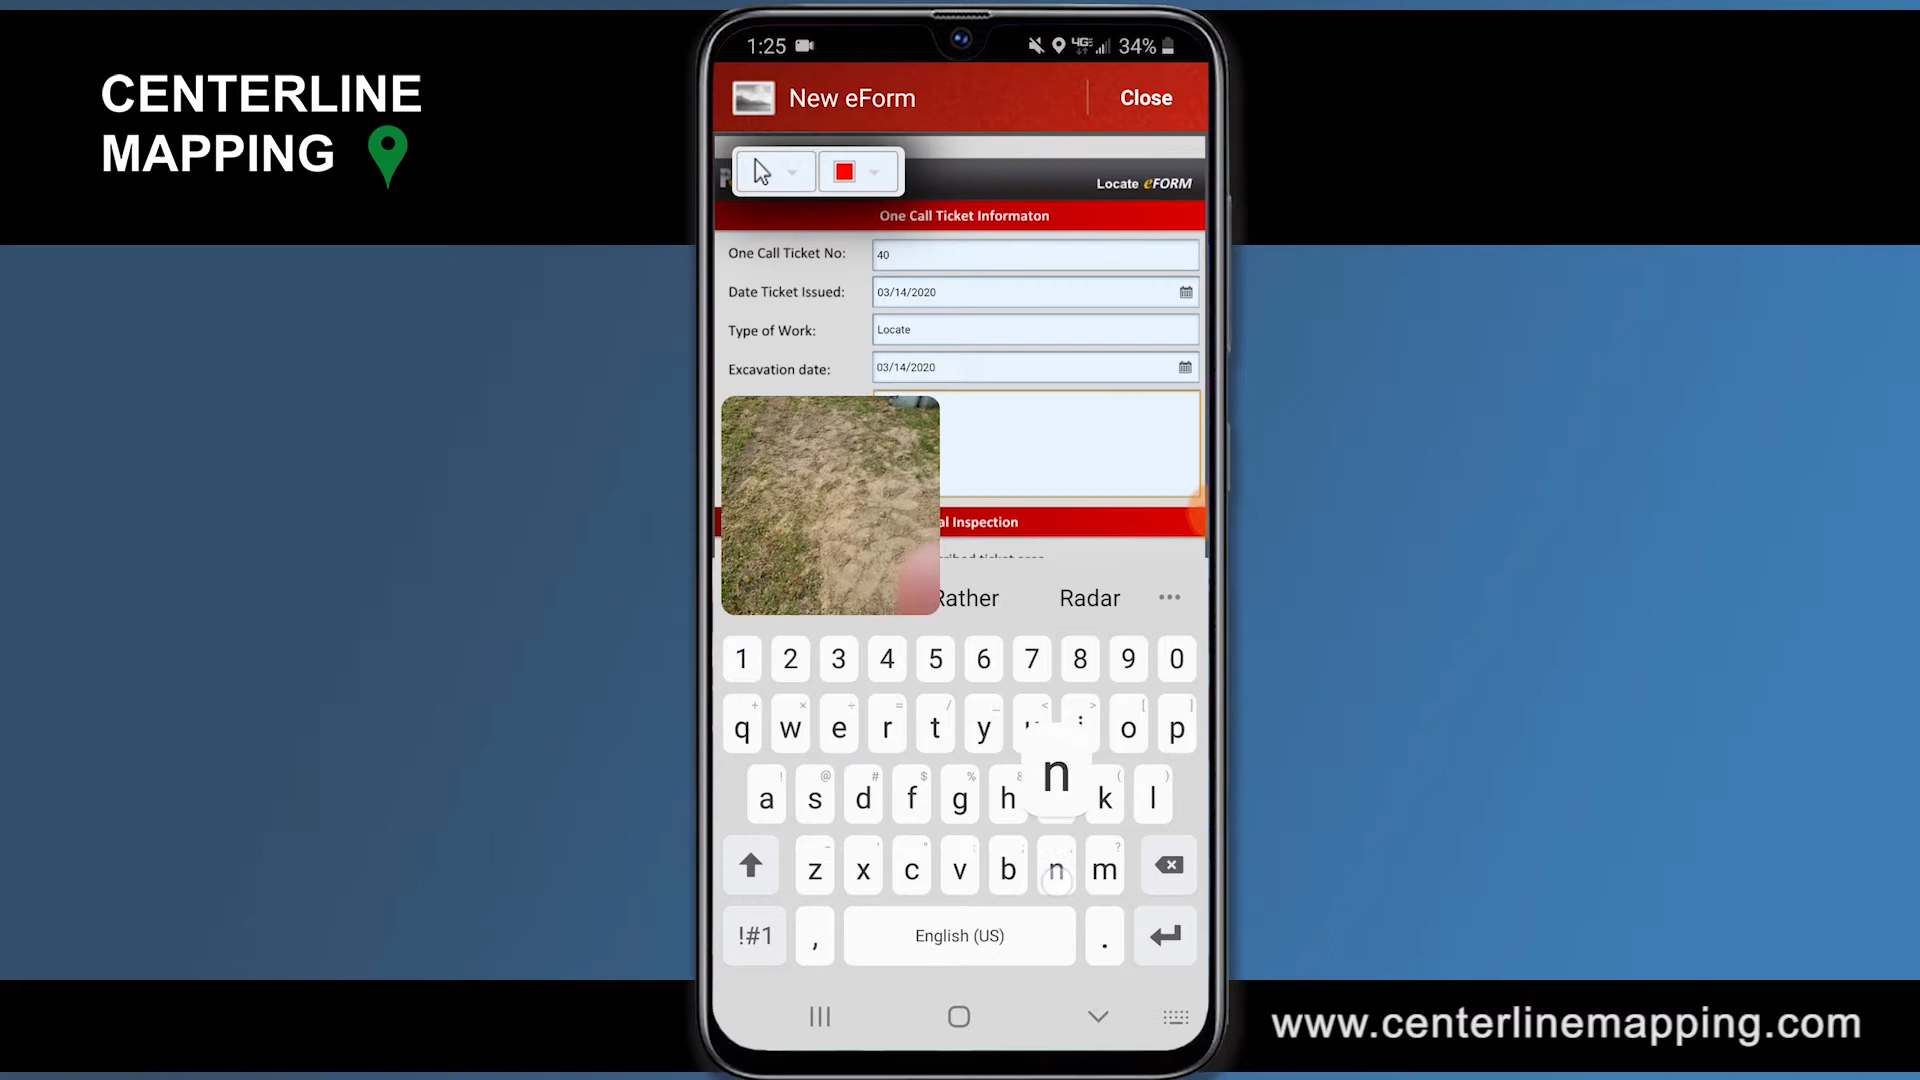 CENTERLINE
MAPPING
www.centerlinemapping.com
1:25
4GE 34%
New eForm
Close
Locate eFORM
One Call Ticket Informaton
One Call Ticket No:
40
Date Ticket Issued:
03/14/2020
Type of Work:
Locate
Excavation date:
03/14/2020
al Inspection
Rather
Radar
•••
1 2 3 4 5 6 7 8 9 0
q w e r t y o p
a s d f g h n k l
z x c v b n m
!#1 , English (US) .